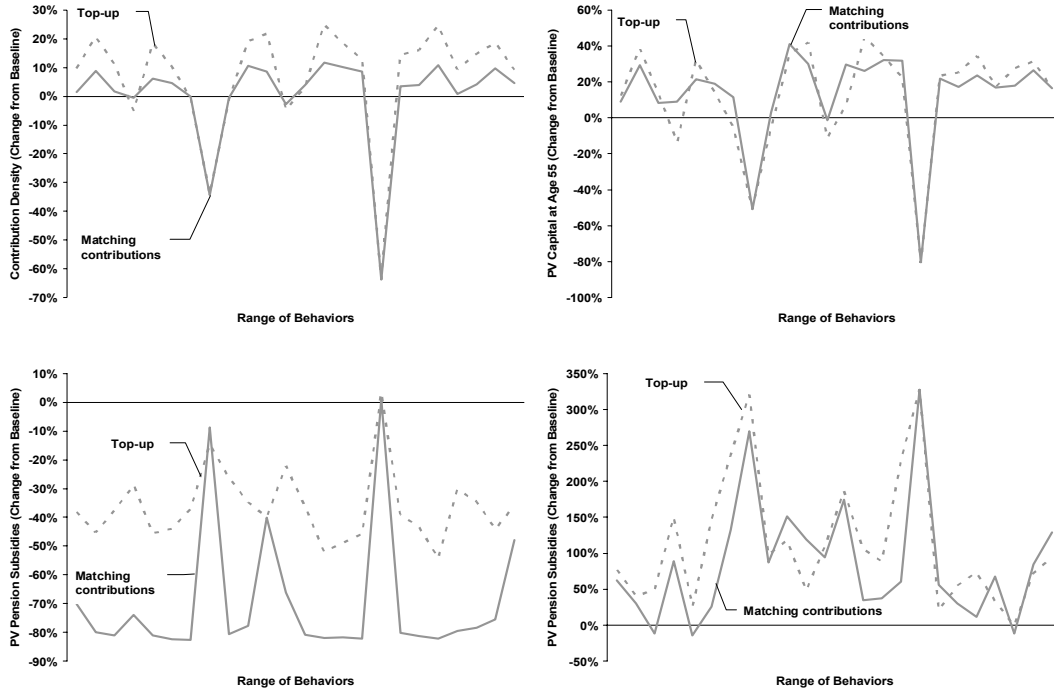 Contribution Density (Change from Baseline)
30%
20%
10%
0%
-10%
-20%
-30%
-40%
-50%
-60%
-70%
Top-up
Matching
contributions
Range of Behaviors
PV Capital at Age 55 (Change from Baseline)
60%
40%
20%
0%
-20%
-40%
-60%
-80%
-100%
Top-up
Matching
contributions
Range of Behaviors
PV Pension Subsidies (Change from Baseline)
10%
0%
-10%
-20%
-30%
-40%
-50%
-60%
-70%
-80%
-90%
Top-up
Matching
contributions
Range of Behaviors
PV Pension Subsidies (Change from Baseline)
350%
300%
250%
200%
150%
100%
50%
0%
-50%
Top-up
Matching contributions
Range of Behaviors